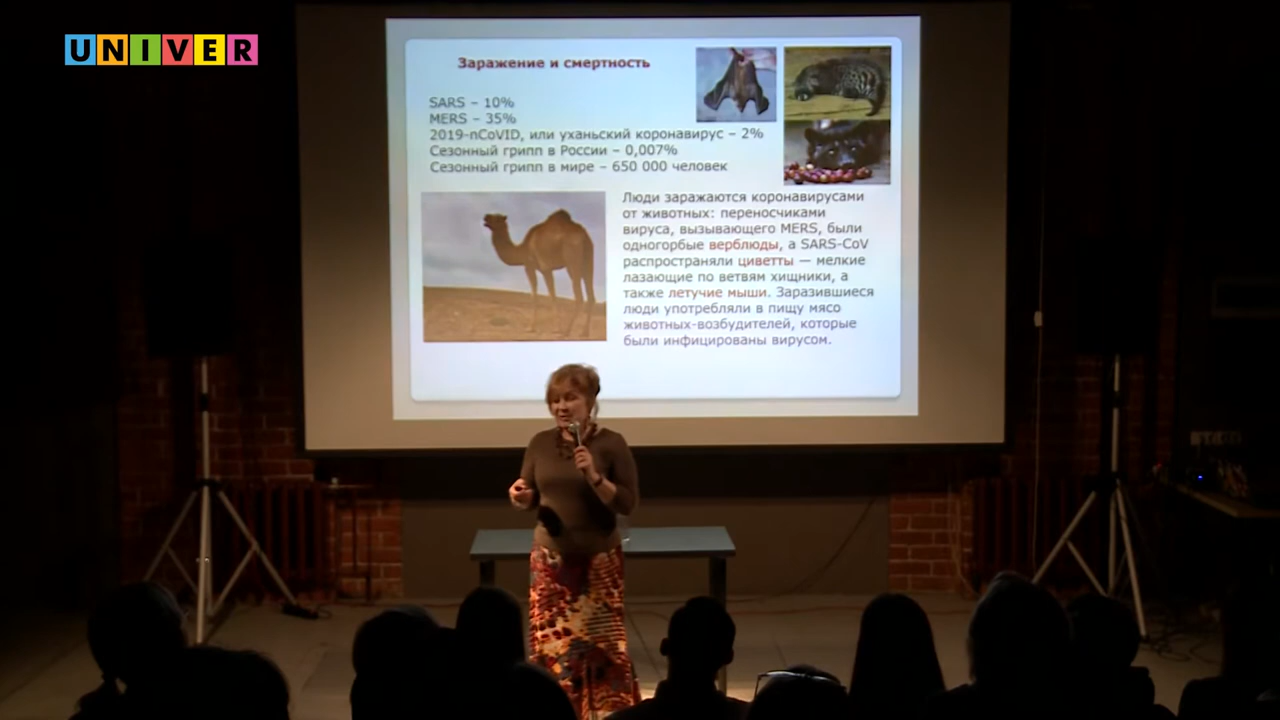 UNIVER
Заражение и смертность
SARS – 10%
MERS – 35%
2019-nCoVID, или уханьский коронавирус – 2%
Сезонный грипп в России – 0,007%
Сезонный грипп в мире – 650 000 человек
Люди заражаются коронавирусами
от животных: переносчиками
вируса, вызывающего MERS, были
одногорбые верблюды, а SARS-CoV
распространяли циветты — мелкие
лазающие по ветвям хищники, а
также летучие мыши. Заразившиеся
люди употребляли в пищу мясо
животных-возбудителей, которые
были инфицированы вирусом.